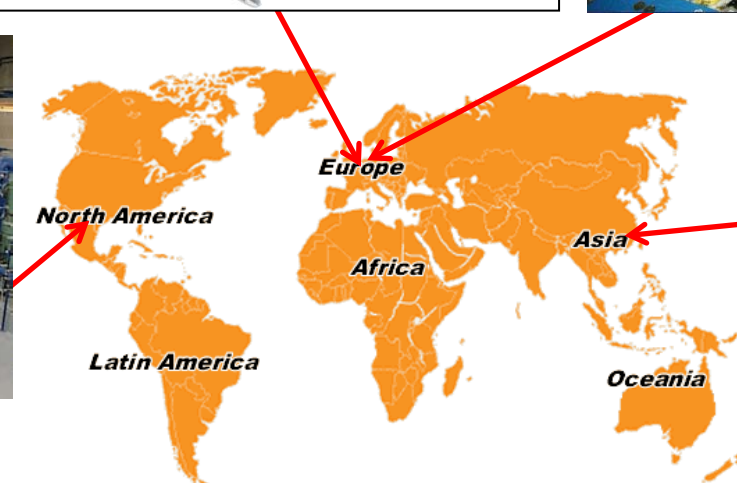 Europe
North America
Asia
Africa
Latin America
Oceania